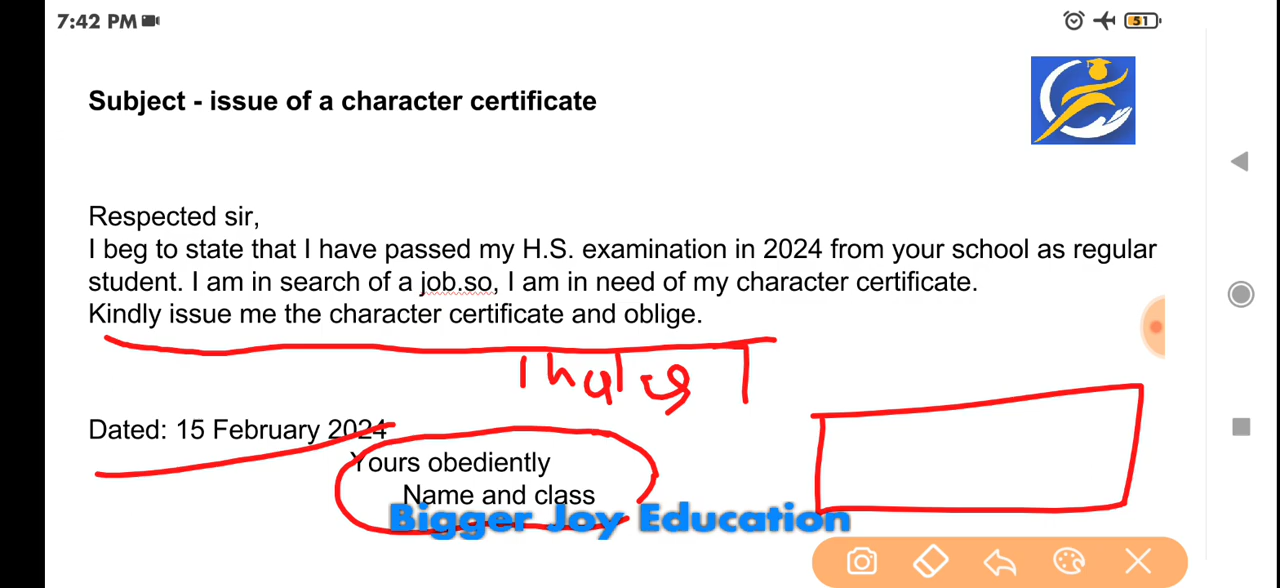 7:42 PM
51
Subject - issue of a character certificate
Respected sir,
I beg to state that I have passed my H.S. examination in 2024 from your school as regular
student. I am in search of a job.so, I am in need of my character certificate.
Kindly issue me the character certificate and oblige.
Dated: 15 February 2024
Yours obediently
Name and class
Bigger Joy Education